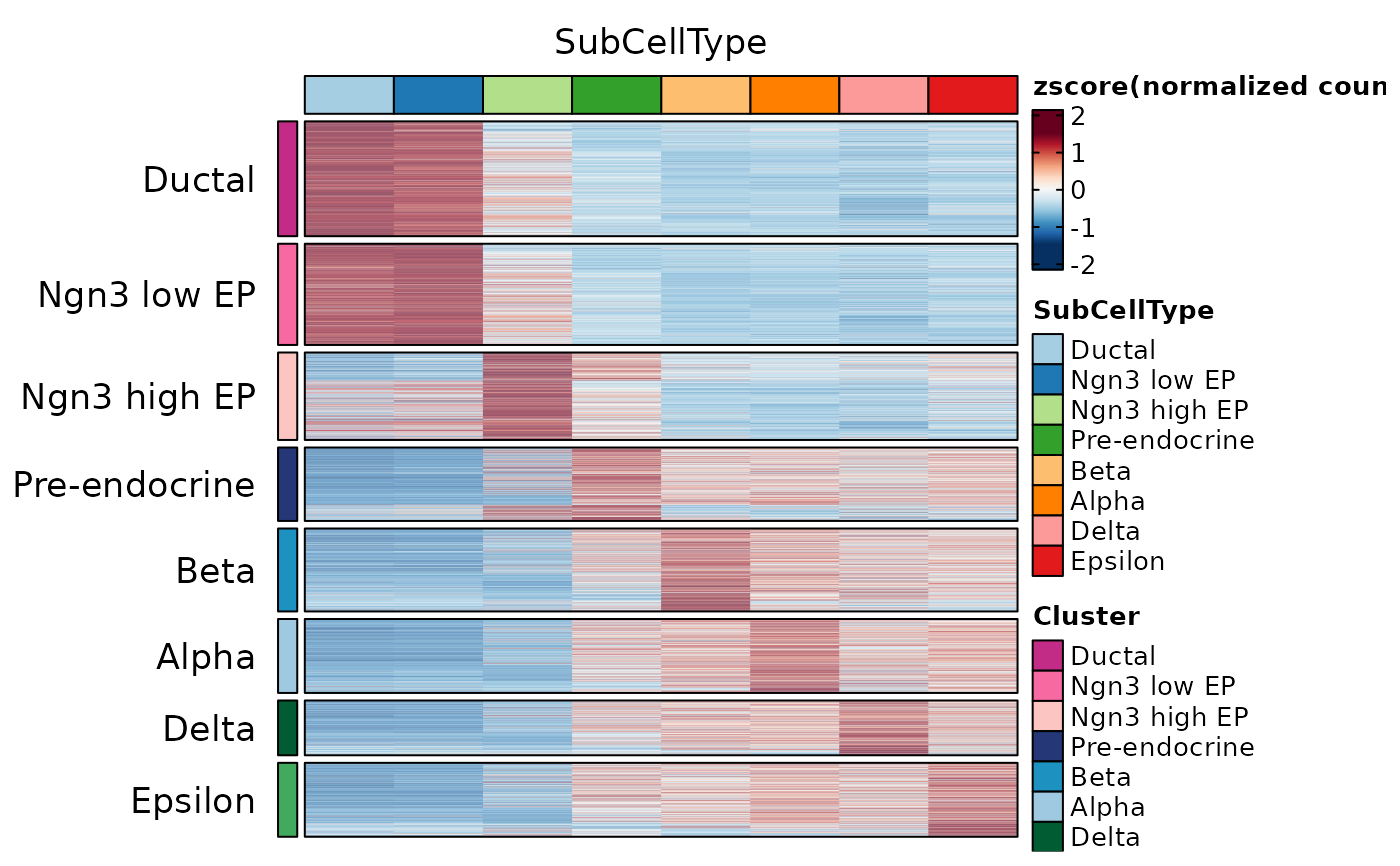 SubCellType
Ductal
Ngn3 low EP
Ngn3 high EP
Pre-endocrine
Beta
Alpha
Delta
Epsilon
zscore(normalized coun
2
1
0
-1
-2
SubCellType
Ductal
Ngn3 low EP
Ngn3 high EP
Pre-endocrine
Beta
Alpha
Delta
Epsilon
Cluster
Ductal
Ngn3 low EP
Ngn3 high EP
Pre-endocrine
Beta
Alpha
Delta